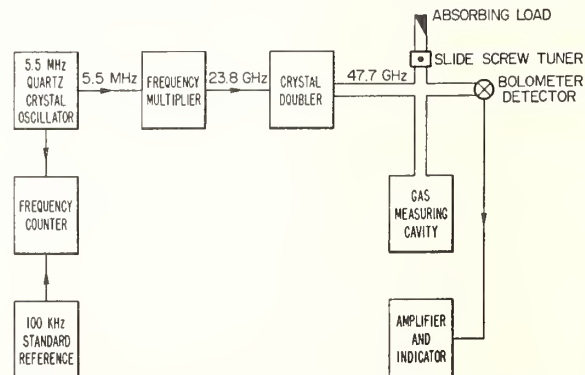 ABSORBING LOAD
SLIDE SCREW TUNER
5.5 MHz
QUARTZ
CRYSTAL
OSCILLATOR
5.5 MHz
FREQUENCY
MULTIPLIER
23.8 GHz
CRYSTAL
DOUBLER
47.7 GHz
BOLOMETER
DETECTOR
FREQUENCY
COUNTER
GAS
MEASURING
CAVITY
100 KHz
STANDARD
REFERENCE
AMPLIFIER
AND
INDICATOR